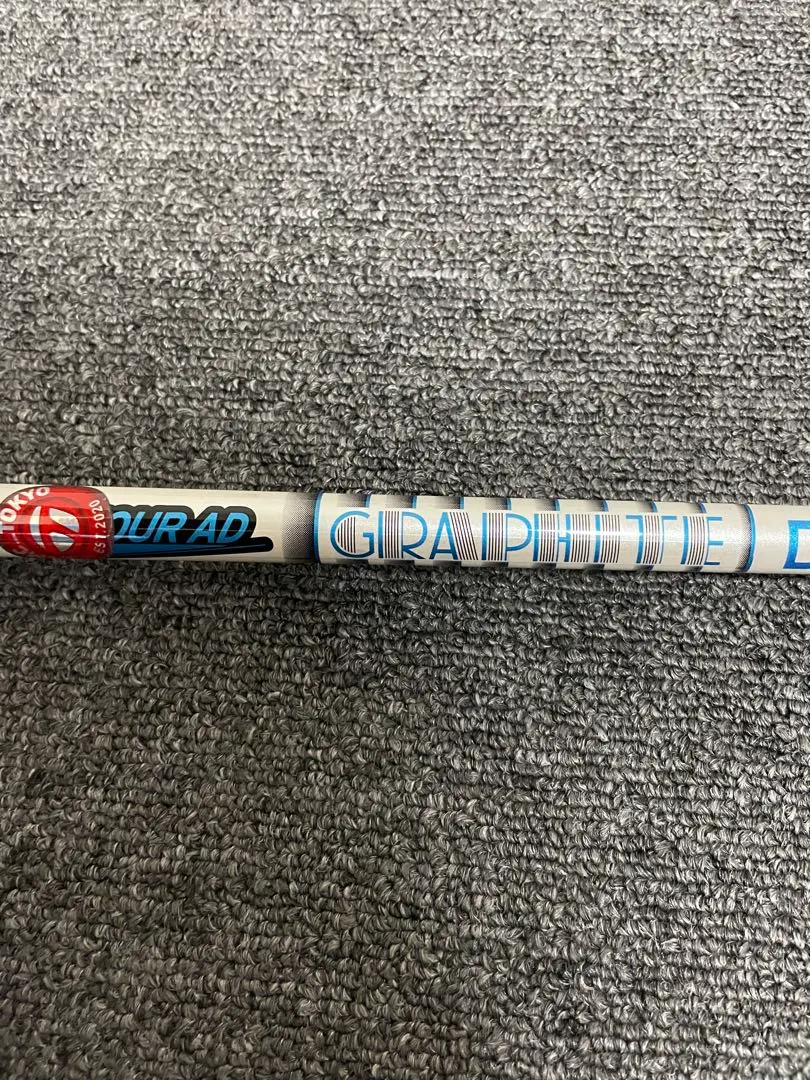 TOKYO
EST.2020
OUR AD
GRAPHITE
D